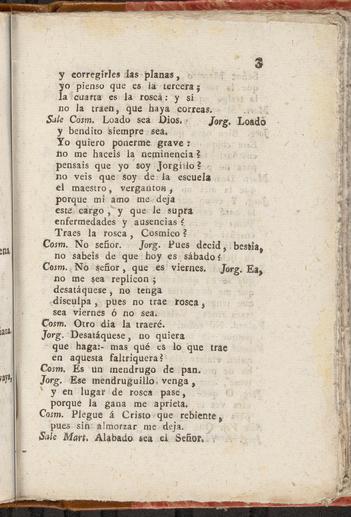 3
y corregirles las planas,
yo pienso que es la tercera;
la cuarta es la rosca: y si
no la traen, que haya correas.
Sale Cosm. Loado sea Dios. Jorg. Loado
y bendito siempre sea.
Yo quiero ponerme grave:
no me haceis la neminencia?
pensais que yo soy Jorgillo?
no veis que soy de la escuela
el maestro, verganton,
porque mi amo me deja
este cargo, y que le supra
enfermedades y ausencias?
Traes la rosca, Cosmico?
Cosm. No señor. Jorg. Pues decid, bestia,
no sabeis de que hoy es sábado?
Cosm. No señor, que es viernes. Jorg. Ea,
no me sea replicon;
desatáquese, no tenga
disculpa, pues no trae rosca,
sea viernes ó no sea.
Cosm. Otro dia la traeré.
Jorg. Desatáquese, no quiera
que haga:- mas qué es lo que trae
en aquesta faltriquera?
Cosm. Es un mendrugo de pan.
Jorg. Ese mendruguillo venga,
y en lugar de rosca pase,
porque la gana me aprieta.
Cosm. Plegue á Cristo que rebiente,
pues sin almorzar me deja.
Sale Mart. Alabado sea el Señor.